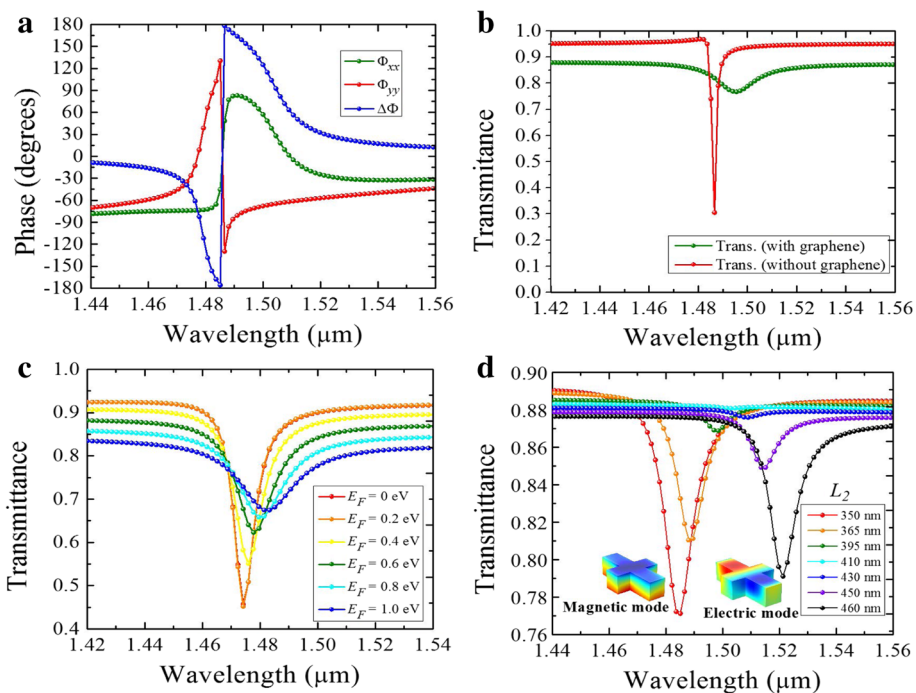 a
180
150
120
90
60
30
0
-30
-60
-90
-120
-150
-180
Phase (degrees)
Φxx
Φyy
ΔΦ
1.44 1.46 1.48 1.50 1.52 1.54 1.56
Wavelength (μm)
b
1.0
0.9
0.8
0.7
0.6
0.5
0.4
0.3
0.2
0.1
0.0
Transmitance
Trans. (with graphene)
Trans. (without graphene)
1.42 1.44 1.46 1.48 1.50 1.52 1.54 1.56
Wavelength (μm)
c
1.0
0.9
0.8
0.7
0.6
0.5
0.4
Transmittance
EF = 0 eV
EF = 0.2 eV
EF = 0.4 eV
EF = 0.6 eV
EF = 0.8 eV
EF = 1.0 eV
1.42 1.44 1.46 1.48 1.50 1.52 1.54
Wavelength (μm)
d
0.90
0.88
0.86
0.84
0.82
0.80
0.78
0.76
Transmittance
L2
350 nm
365 nm
395 nm
410 nm
430 nm
450 nm
460 nm
Magnetic mode
Electric mode
1.44 1.46 1.48 1.50 1.52 1.54 1.56
Wavelength (μm)